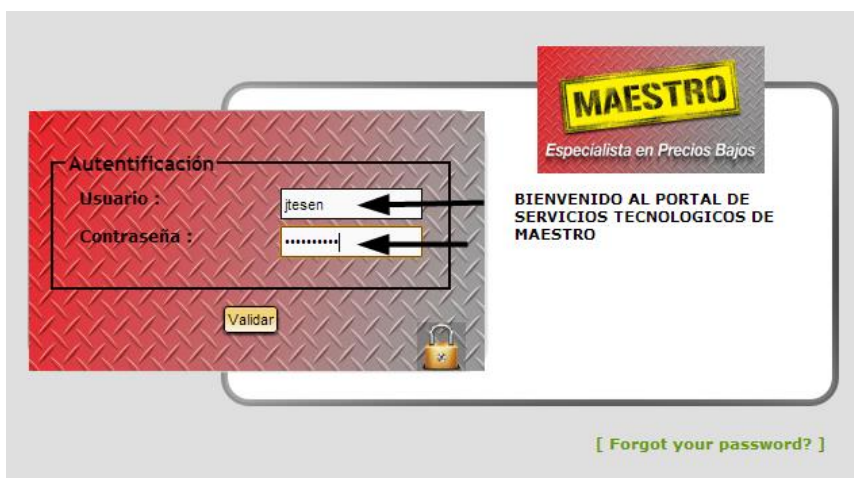 MAESTRO
Especialista en Precios Bajos
Autentificación
Usuario :
jtesen
Contraseña :
••••••••••
Validar
BIENVENIDO AL PORTAL DE
SERVICIOS TECNOLOGICOS DE
MAESTRO
[ Forgot your password? ]